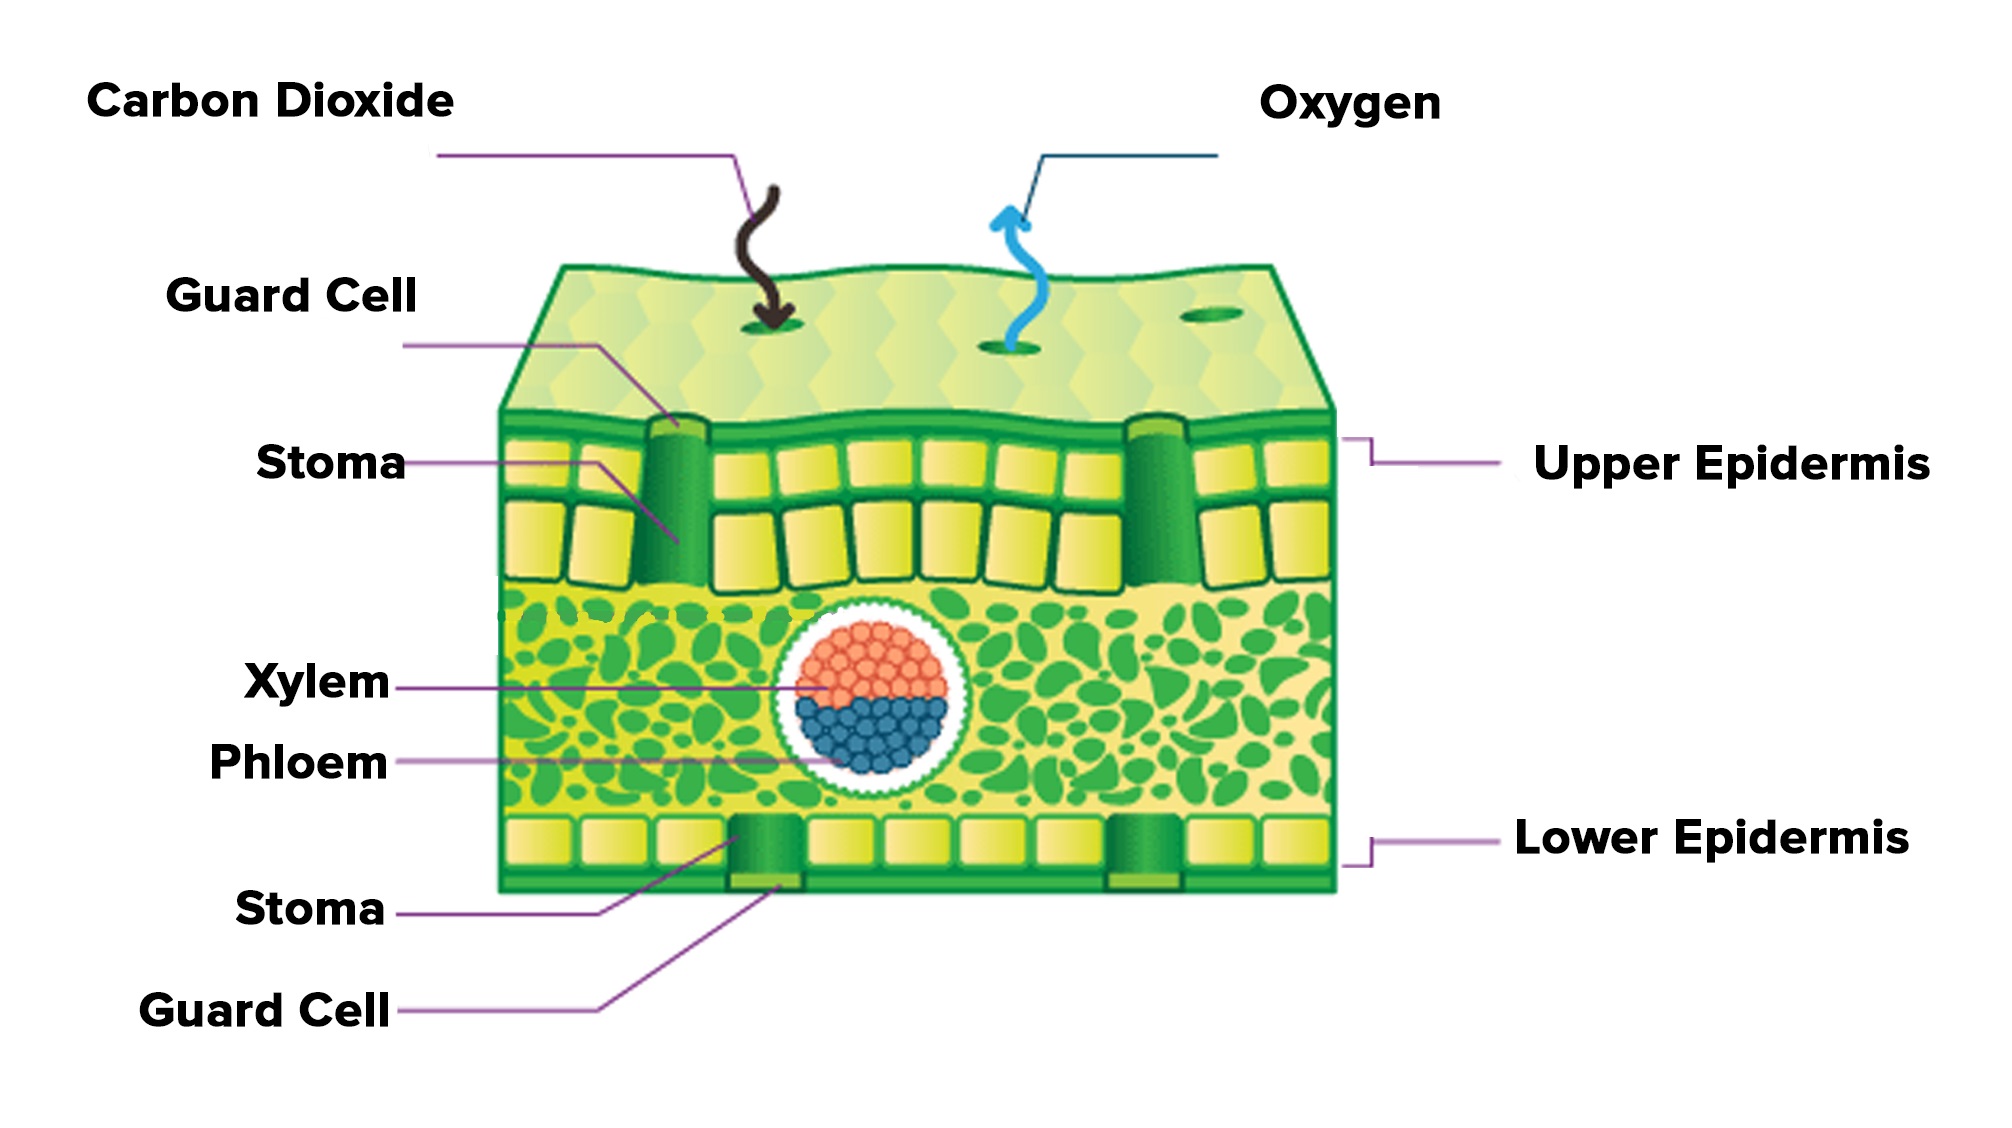 Carbon Dioxide
Oxygen
Guard Cell
Stoma
Upper Epidermis
Xylem
Phloem
Lower Epidermis
Stoma
Guard Cell